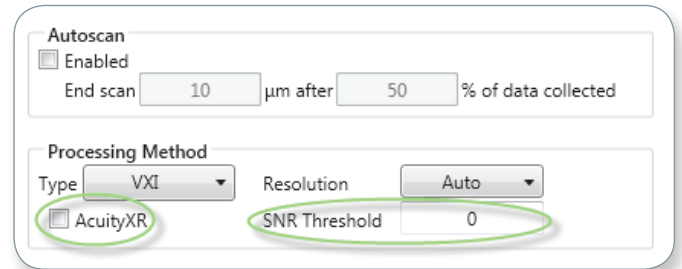 Autoscan
Enabled
End scan 10 µm after 50 % of data collected
Processing Method
Type VXI Resolution Auto
AcuityXR SNR Threshold 0